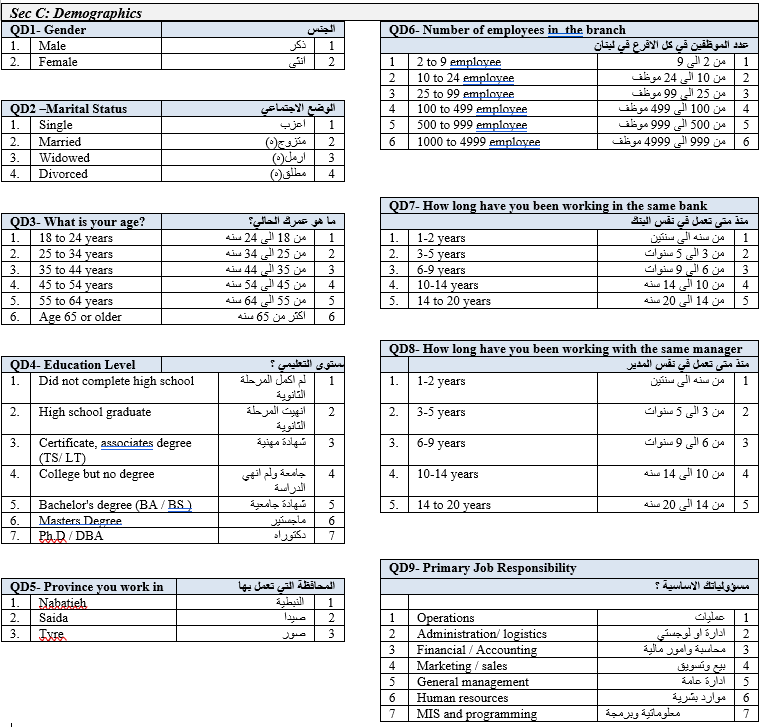 Sec C: Demographics
QD1- Gender الجنس
1. Male ذكر 1
2. Female انثى 2
QD2 –Marital Status الوضع الاجتماعي
1. Single اعزب 1
2. Married متزوج(ه) 2
3. Widowed ارمل(ه) 3
4. Divorced مطلق(ه) 4
QD3- What is your age? ما هو عمرك الحالي؟
1. 18 to 24 years من 18 الى 24 سنه 1
2. 25 to 34 years من 25 الى 34 سنه 2
3. 35 to 44 years من 35 الى 44 سنه 3
4. 45 to 54 years من 45 الى 54 سنه 4
5. 55 to 64 years من 55 الى 64 سنه 5
6. Age 65 or older اكثر من 65 سنه 6
QD4- Education Level مستوى التعليمي ؟
1. Did not complete high school لم اكمل المرحلة 1
الثانوية
2. High school graduate انهيت المرحلة 2
الثانوية
3. Certificate, associates degree شهادة مهنية 3
(TS/ LT)
4. College but no degree جامعة ولم انهي 4
الدراسة
5. Bachelor's degree (BA / BS ) شهادة جامعية 5
6. Masters Degree ماجستير 6
7. Ph.D / DBA دكتوراه 7
QD5- Province you work in المحافظة التي تعمل بها
1. Nabatieh النبطية 1
2. Saida صيدا 2
3. Tyre صور 3
QD6- Number of employees in the branch
عدد الموظفين في كل الافرع في لبنان
1 2 to 9 employee من 2 الى 9 1
2 10 to 24 employee من 10 الى 24 موظف 2
3 25 to 99 employee من 25 الى 99 موظف 3
4 100 to 499 employee من 100 الى 499 موظف 4
5 500 to 999 employee من 500 الى 999 موظف 5
6 1000 to 4999 employee من 999 الى 4999 موظف 6
QD7- How long have you been working in the same bank
منذ متى تعمل في نفس البنك
1. 1-2 years من سنه الى سنتين 1
2. 3-5 years من 3 الى 5 سنوات 2
3. 6-9 years من 6 الى 9 سنوات 3
4. 10-14 years من 10 الى 14 سنه 4
5. 14 to 20 years من 14 الى 20 سنه 5
QD8- How long have you been working with the same manager
منذ متى تعمل في نفس المدير
1. 1-2 years من سنه الى سنتين 1
2. 3-5 years من 3 الى 5 سنوات 2
3. 6-9 years من 6 الى 9 سنوات 3
4. 10-14 years من 10 الى 14 سنه 4
5. 14 to 20 years من 14 الى 20 سنه 5
QD9- Primary Job Responsibility
مسؤولياتك الاساسية ؟
1 Operations عمليات 1
2 Administration/ logistics ادارة او لوجستي 2
3 Financial / Accounting محاسبة وامور مالية 3
4 Marketing / sales بيع وتسويق 4
5 General management ادارة عامة 5
6 Human resources موارد بشرية 6
7 MIS and programming معلوماتية وبرمجة 7